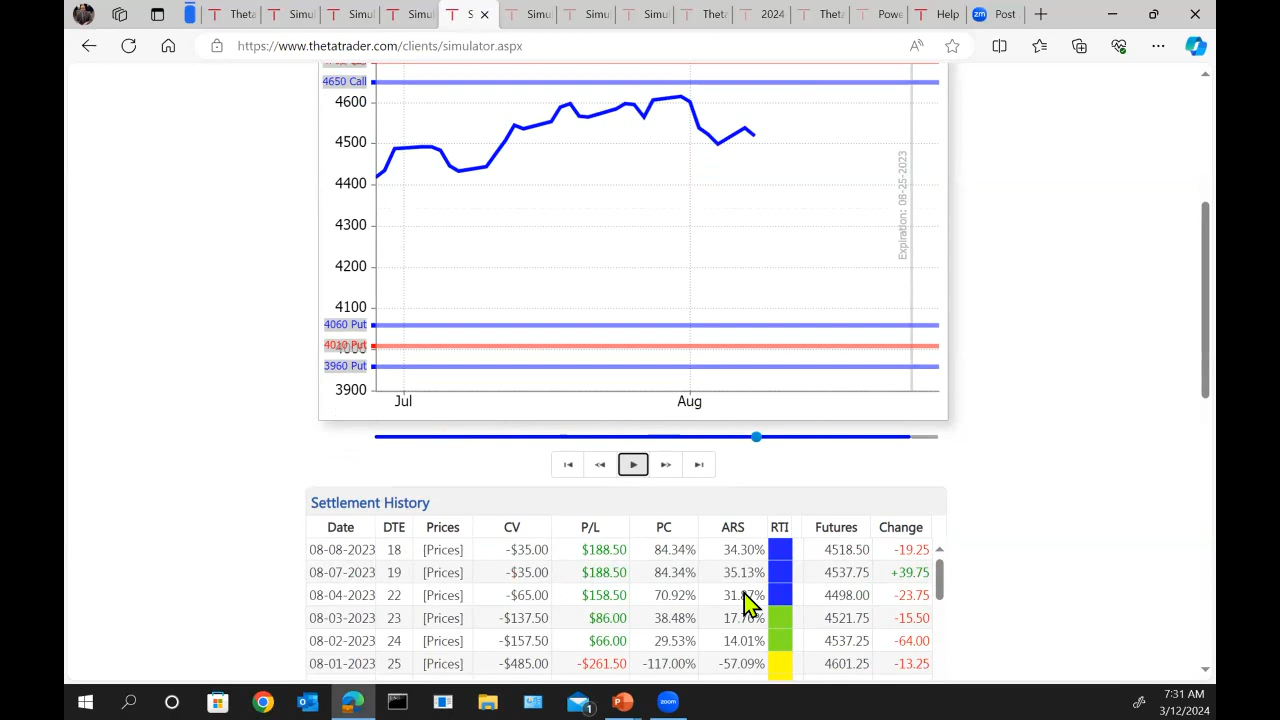 Theta
Simu
Simu
Simu
S
Simu
Simu
Simu
Theta
2024
Theta
Powe
Help
zm Post
https://www.thetatrader.com/clients/simulator.aspx
4650 Call
4600
4500
4400
4300
4200
4100
4060 Put
4010 Put
3960 Put
3900
Expiration: 08-25-2023
Jul Aug
Settlement History
Date DTE Prices CV P/L PC ARS RTI Futures Change
08-08-2023 18 [Prices] -$35.00 $188.50 84.34% 34.30% 4518.50 -19.25
08-07-2023 19 [Prices] -$35.00 $188.50 84.34% 35.13% 4537.75 +39.75
08-04-2023 22 [Prices] -$65.00 $158.50 70.92% 4498.00 -23.75
08-03-2023 23 [Prices] -$137.50 $86.00 38.48% 4521.75 -15.50
08-02-2023 24 [Prices] -$157.50 $66.00 29.53% 14.01% 4537.25 -64.00
08-01-2023 25 [Prices] -$485.00 -$261.50 -117.00% -57.09% 4601.25 -13.25
1
zoom
7:31 AM
3/12/2024